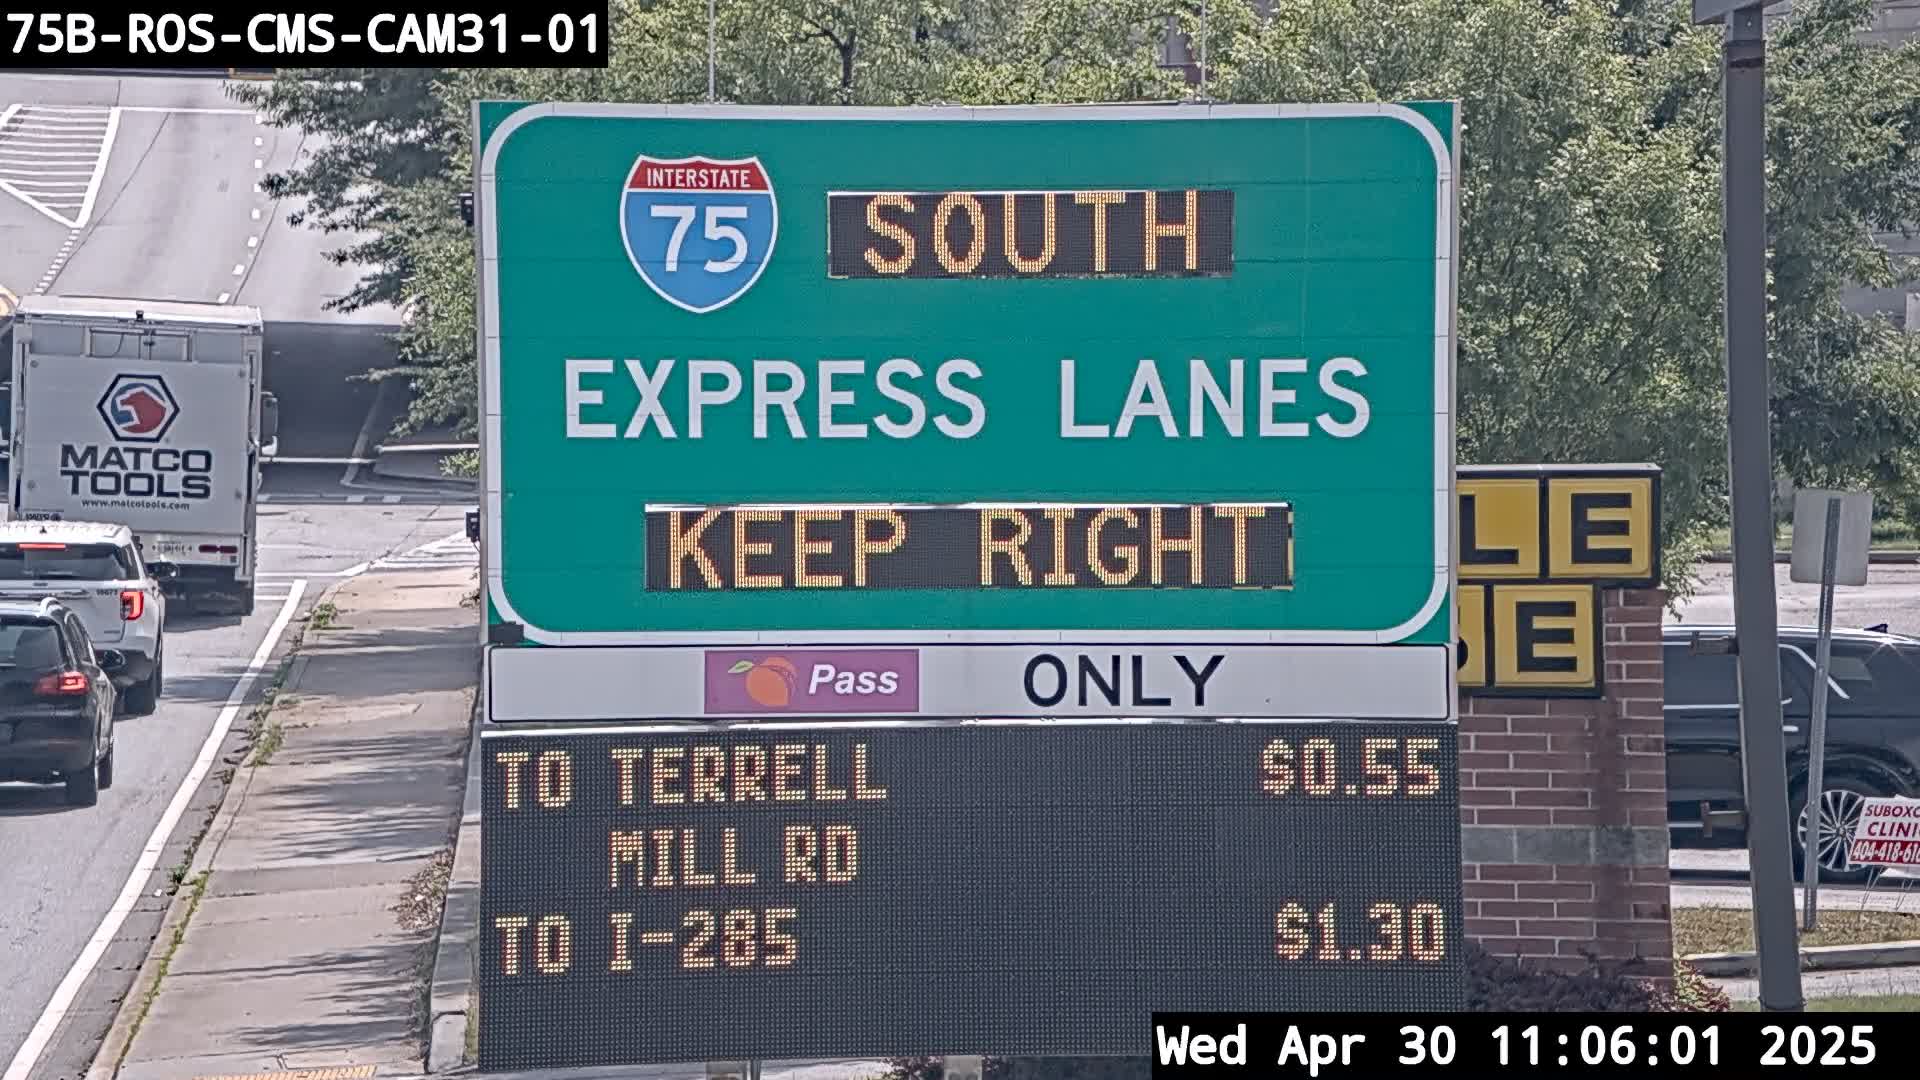 75B-ROS-CMS-CAM31-01
INTERSTATE
75
SOUTH
EXPRESS LANES
KEEP RIGHT
Pass ONLY
TO TERRELL $0.55
MILL RD
TO I-285 $1.30
MATCO
TOOLS
www.matcotools.com
LE
E
CLINI
404-418-61
Wed Apr 30 11:06:01 2025